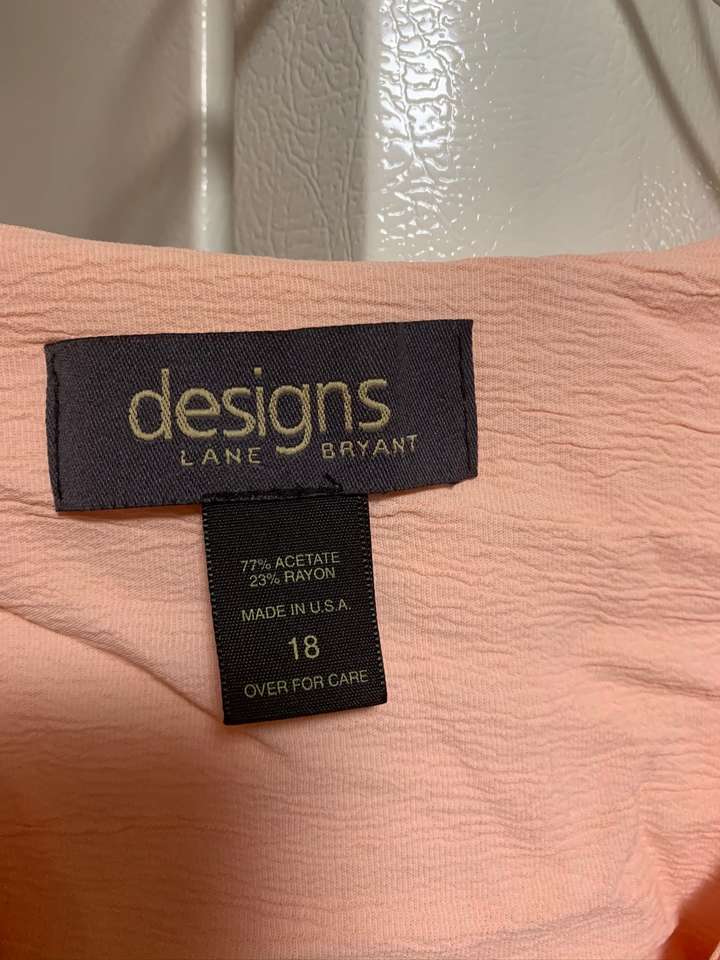 designs
LANE BRYANT
77% ACETATE
23% RAYON
MADE IN U.S.A.
18
OVER FOR CARE